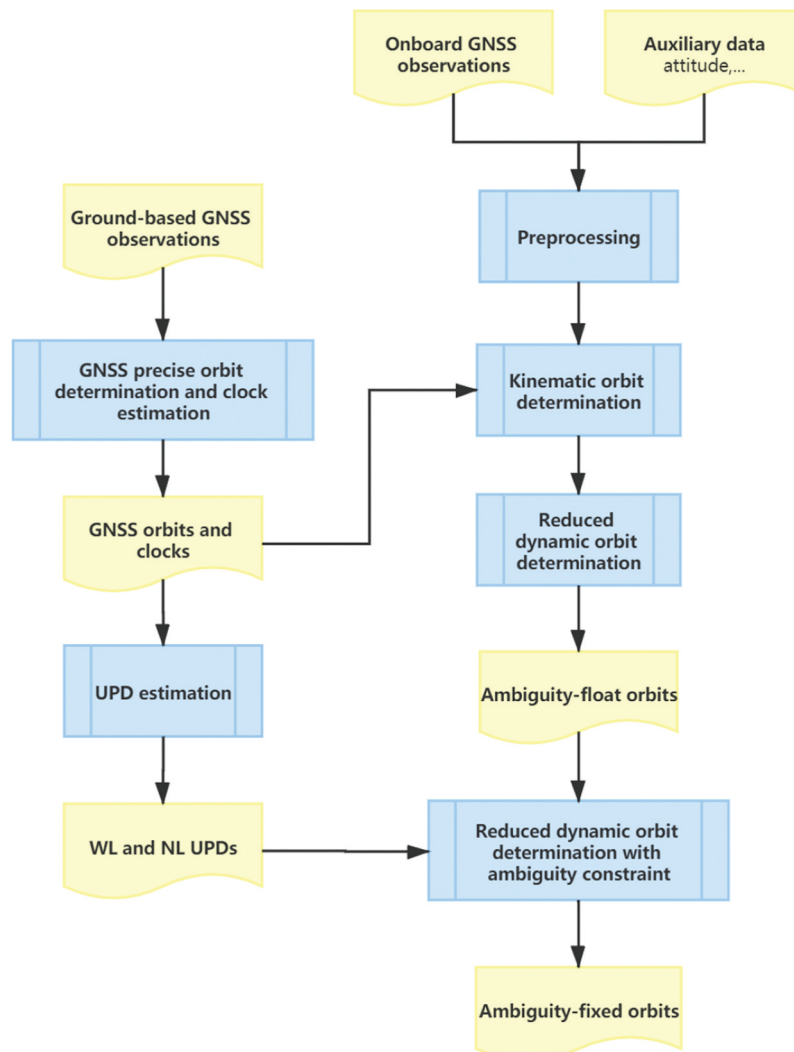 Onboard GNSS
observations
Auxiliary data
attitude,...
Ground-based GNSS
observations
Preprocessing
GNSS precise orbit
determination and clock
estimation
Kinematic orbit
determination
GNSS orbits and
clocks
Reduced
dynamic orbit
determination
UPD estimation
Ambiguity-float orbits
WL and NL UPDs
Reduced dynamic orbit
determination with
ambiguity constraint
Ambiguity-fixed orbits